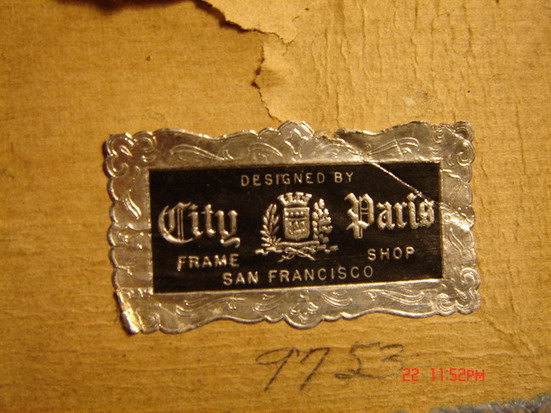 DESIGNED BY
City Paris
FRAME SHOP
SAN FRANCISCO
9753
22 11:52PM